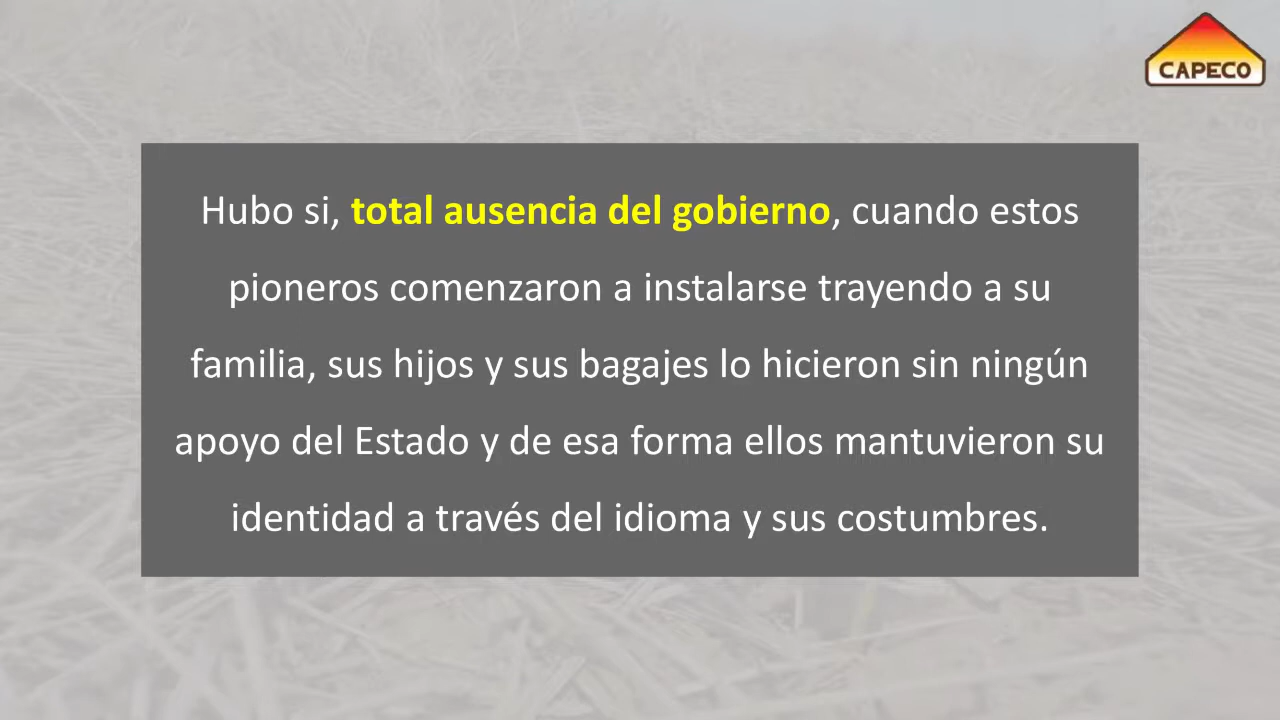 CAPECO
Hubo si, total ausencia del gobierno, cuando estos
pioneros comenzaron a instalarse trayendo a su
familia, sus hijos y sus bagajes lo hicieron sin ningún
apoyo del Estado y de esa forma ellos mantuvieron su
identidad a través del idioma y sus costumbres.